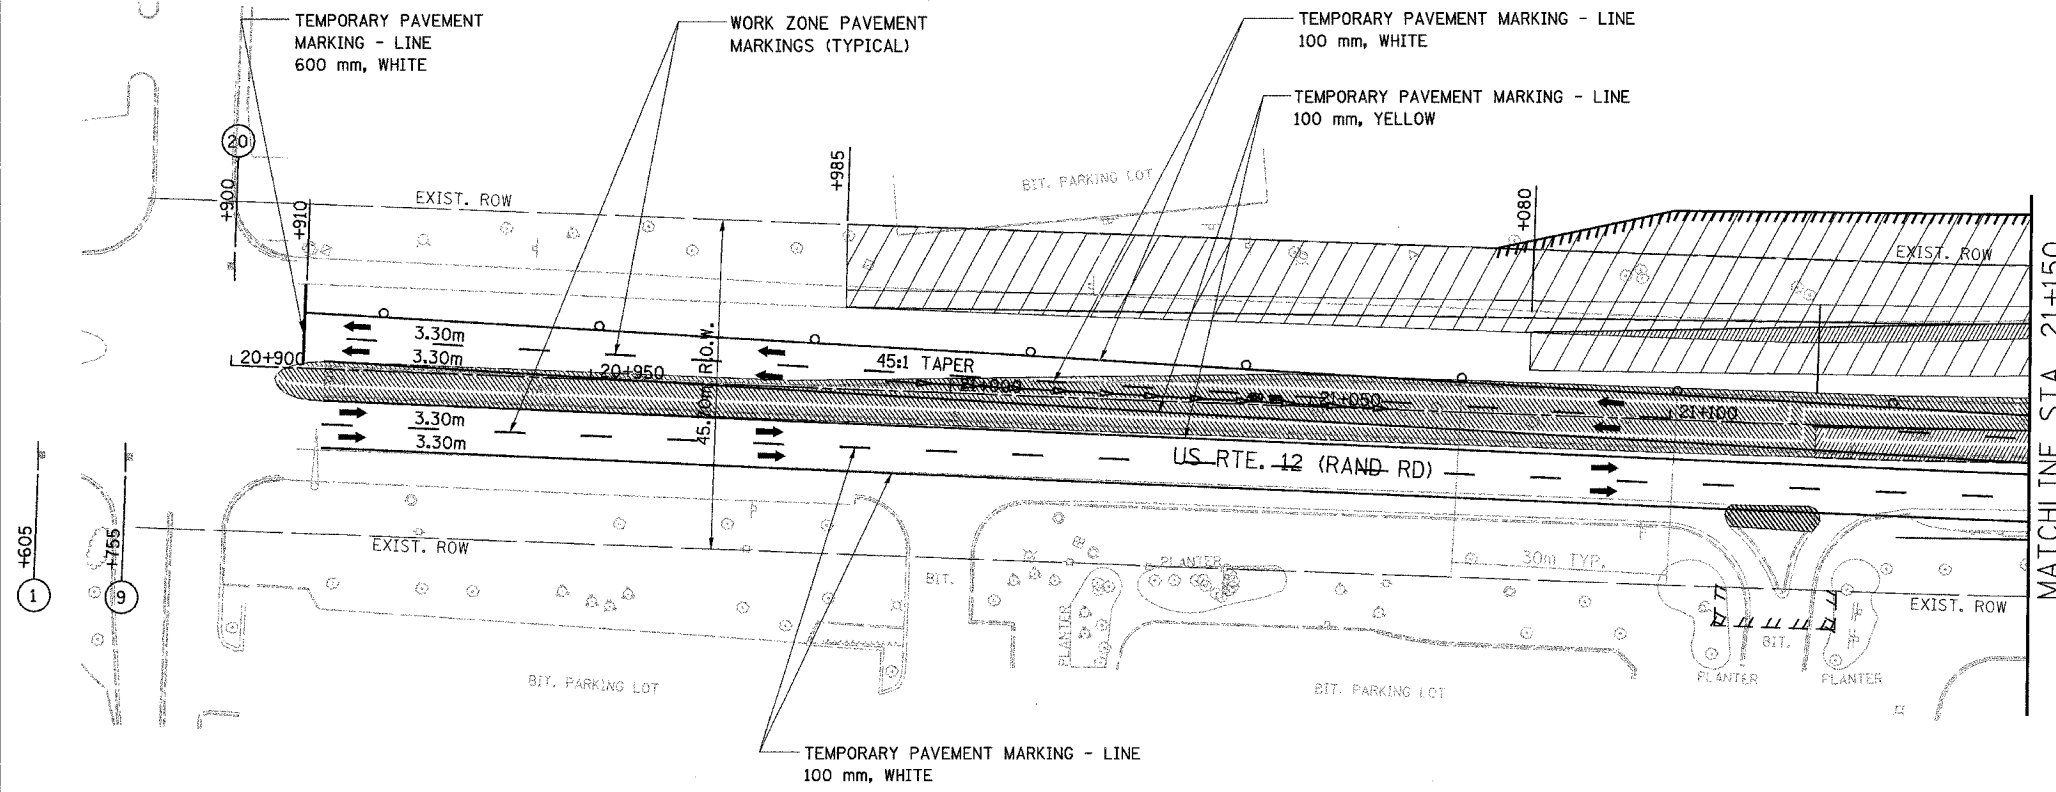 TEMPORARY PAVEMENT
MARKING - LINE
600 mm, WHITE
WORK ZONE PAVEMENT
MARKINGS (TYPICAL)
TEMPORARY PAVEMENT MARKING - LINE
100 mm, WHITE
TEMPORARY PAVEMENT MARKING - LINE
100 mm, YELLOW
20
+900
+910
EXIST. ROW
+985
BIT. PARKING LOT
+080
EXIST. ROW
MATCHLINE STA. 21+150
3.30m
3.30m
20+900
20+950
45.70m R.O.W.
45:1 TAPER
21+000
21+050
21+100
3.30m
3.30m
US RTE. 12 (RAND RD)
+605
1
+755
9
EXIST. ROW
BIT.
PLANTER
PLANTER
30m TYP.
EXIST. ROW
BIT.
PLANTER
PLANTER
BIT. PARKING LOT
BIT. PARKING LOT
TEMPORARY PAVEMENT MARKING - LINE
100 mm, WHITE